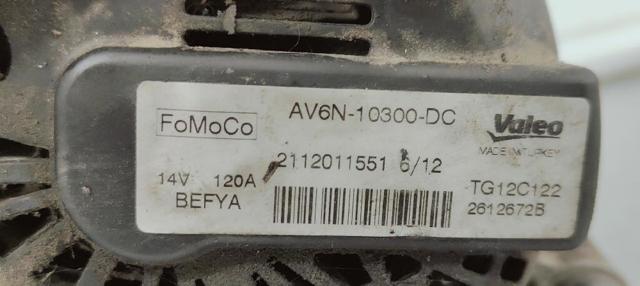 FoMoCo
AV6N-10300-DC
Valeo
MADE IN TURKEY
2112011551 6/12
14V 120A
BEFYA
TG12C122
2612672B